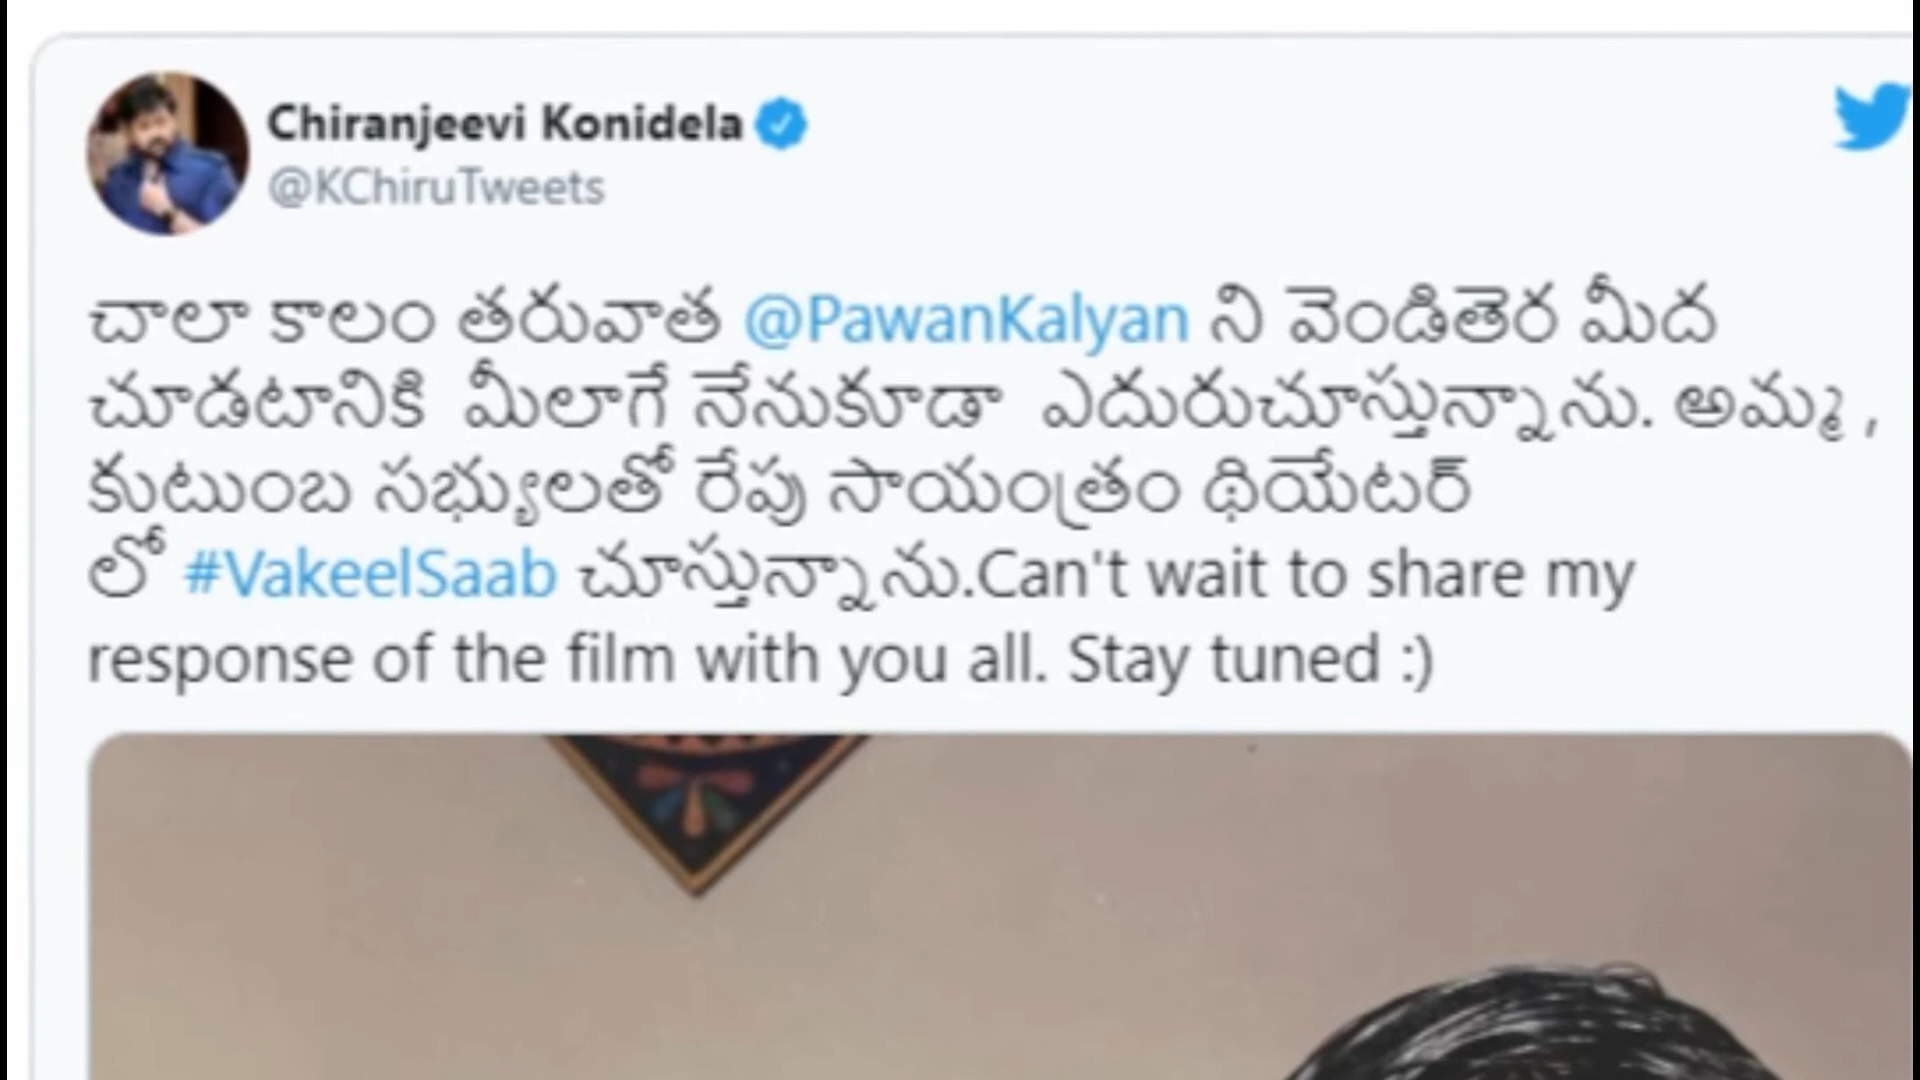 Chiranjeevi Konidela
@KChiruTweets
చాలా కాలం తరువాత @PawanKalyan ని వెండితెర మీద
చూడటానికి మీలాగే నేనుకూడా ఎదురుచూస్తున్నాను. అమ్మ ,
కుటుంబ సభ్యులతో రేపు సాయంత్రం థియేటర్
లో #VakeelSaab చూస్తున్నాను.Can't wait to share my
response of the film with you all. Stay tuned :)